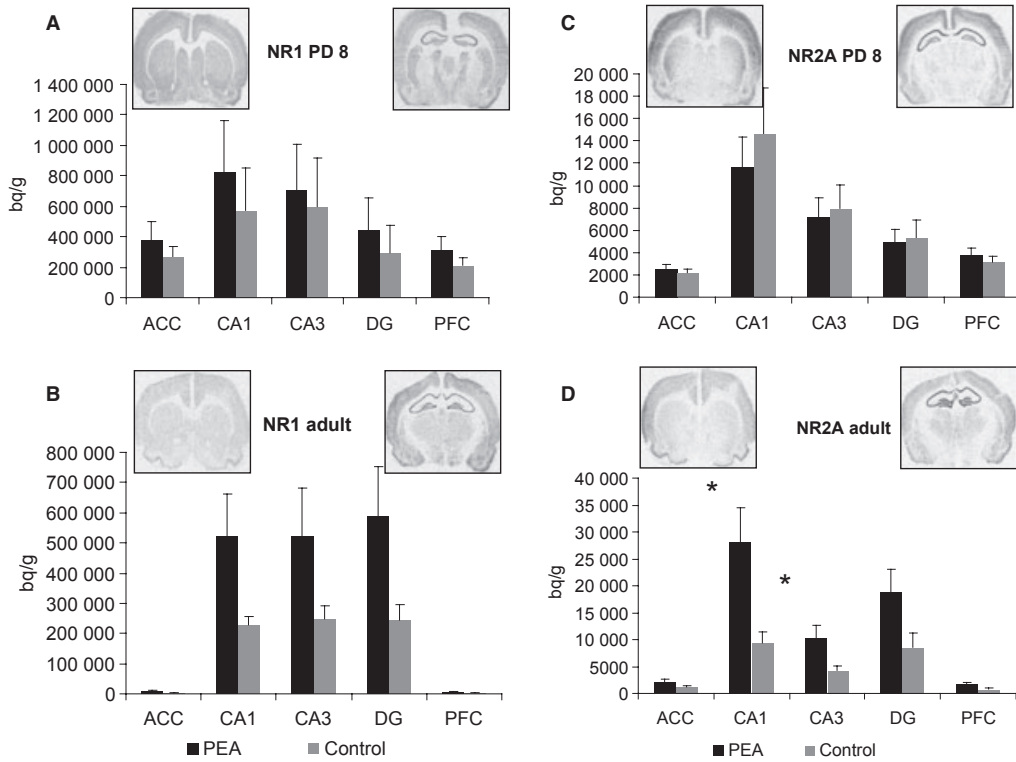 A
NR1 PD 8
1 400 000
1 200 000
1 000 000
800 000
600 000
400 000
200 000
0
bq/g
ACC CA1 CA3 DG PFC
C
NR2A PD 8
20 000
18 000
16 000
14 000
12 000
10 000
8000
6000
4000
2000
0
bq/g
ACC CA1 CA3 DG PFC
B
NR1 adult
800 000
700 000
600 000
500 000
400 000
300 000
200 000
100 000
0
bq/g
ACC CA1 CA3 DG PFC
PEA Control
D
NR2A adult
40 000
35 000
30 000
25 000
20 000
15 000
10 000
5000
0
bq/g
*
*
ACC CA1 CA3 DG PFC
PEA Control